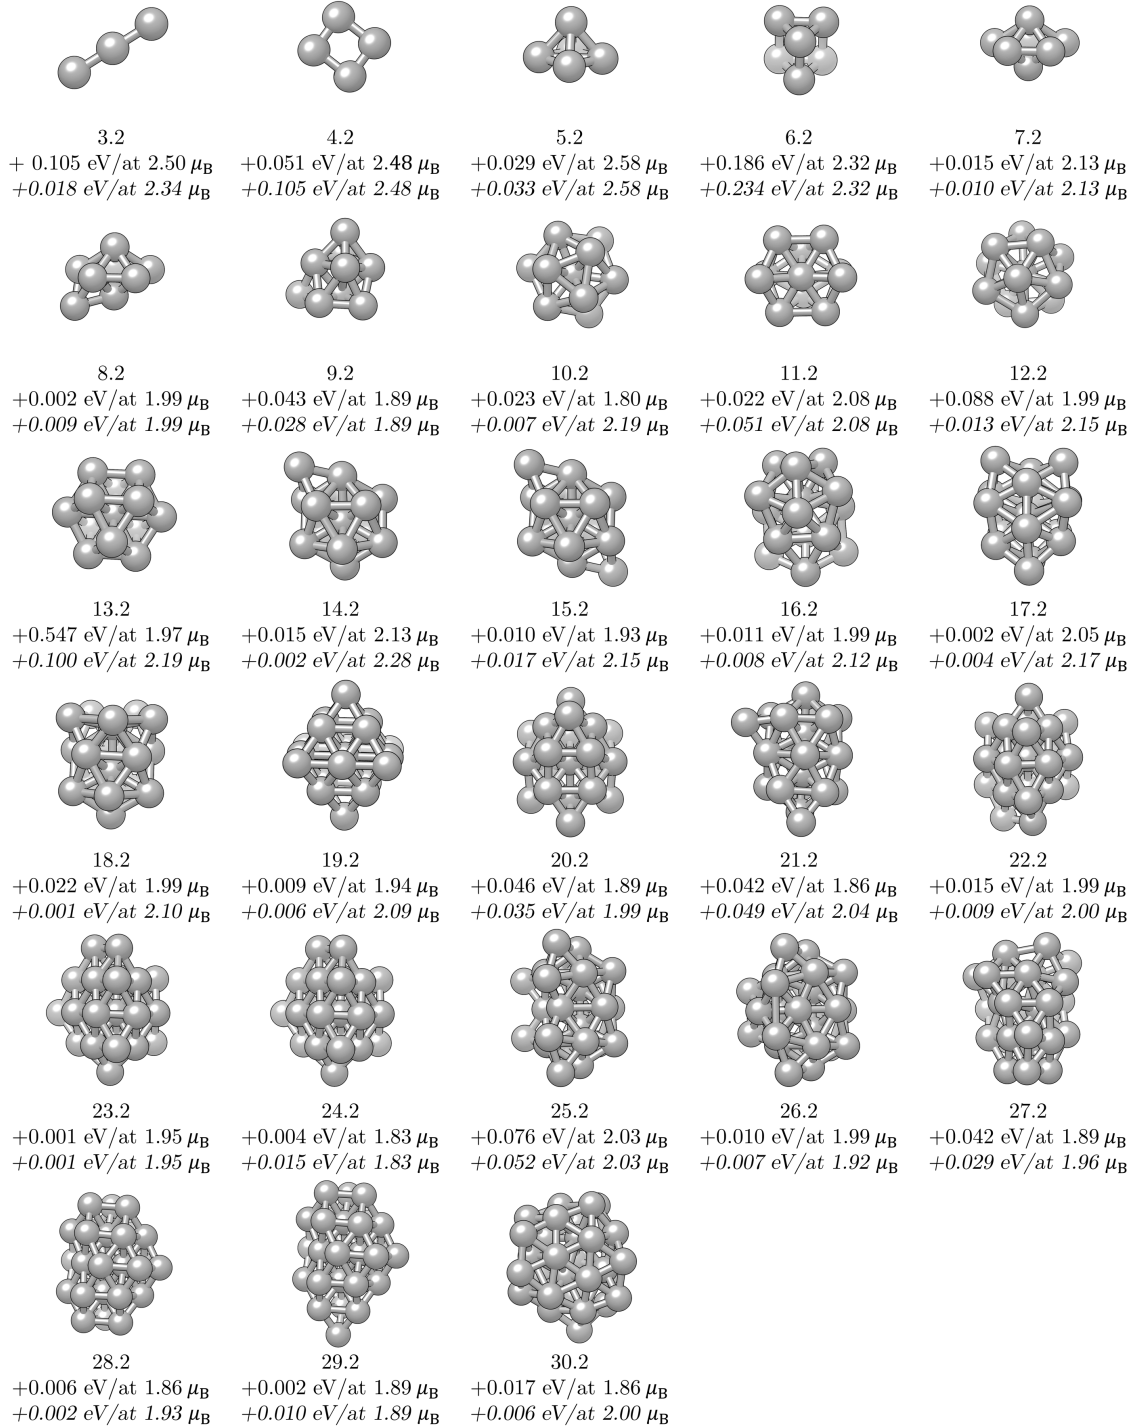 3.2 4.2 5.2 6.2 7.2
+ 0.105 eV/at 2.50 μB +0.051 eV/at 2.48 μB +0.029 eV/at 2.58 μB +0.186 eV/at 2.32 μB +0.015 eV/at 2.13 μB
+0.018 eV/at 2.34 μB +0.105 eV/at 2.48 μB +0.033 eV/at 2.58 μB +0.234 eV/at 2.32 μB +0.010 eV/at 2.13 μB
8.2 9.2 10.2 11.2 12.2
+0.002 eV/at 1.99 μB +0.043 eV/at 1.89 μB +0.023 eV/at 1.80 μB +0.022 eV/at 2.08 μB +0.088 eV/at 1.99 μB
+0.009 eV/at 1.99 μB +0.028 eV/at 1.89 μB +0.007 eV/at 2.19 μB +0.051 eV/at 2.08 μB +0.013 eV/at 2.15 μB
13.2 14.2 15.2 16.2 17.2
+0.547 eV/at 1.97 μB +0.015 eV/at 2.13 μB +0.010 eV/at 1.93 μB +0.011 eV/at 1.99 μB +0.002 eV/at 2.05 μB
+0.100 eV/at 2.19 μB +0.002 eV/at 2.28 μB +0.017 eV/at 2.15 μB +0.008 eV/at 2.12 μB +0.004 eV/at 2.17 μB
18.2 19.2 20.2 21.2 22.2
+0.022 eV/at 1.99 μB +0.009 eV/at 1.94 μB +0.046 eV/at 1.89 μB +0.042 eV/at 1.86 μB +0.015 eV/at 1.99 μB
+0.001 eV/at 2.10 μB +0.006 eV/at 2.09 μB +0.035 eV/at 1.99 μB +0.049 eV/at 2.04 μB +0.009 eV/at 2.00 μB
23.2 24.2 25.2 26.2 27.2
+0.001 eV/at 1.95 μB +0.004 eV/at 1.83 μB +0.076 eV/at 2.03 μB +0.010 eV/at 1.99 μB +0.042 eV/at 1.89 μB
+0.001 eV/at 1.95 μB +0.015 eV/at 1.83 μB +0.052 eV/at 2.03 μB +0.007 eV/at 1.92 μB +0.029 eV/at 1.96 μB
28.2 29.2 30.2
+0.006 eV/at 1.86 μB +0.002 eV/at 1.89 μB +0.017 eV/at 1.86 μB
+0.002 eV/at 1.93 μB +0.010 eV/at 1.89 μB +0.006 eV/at 2.00 μB